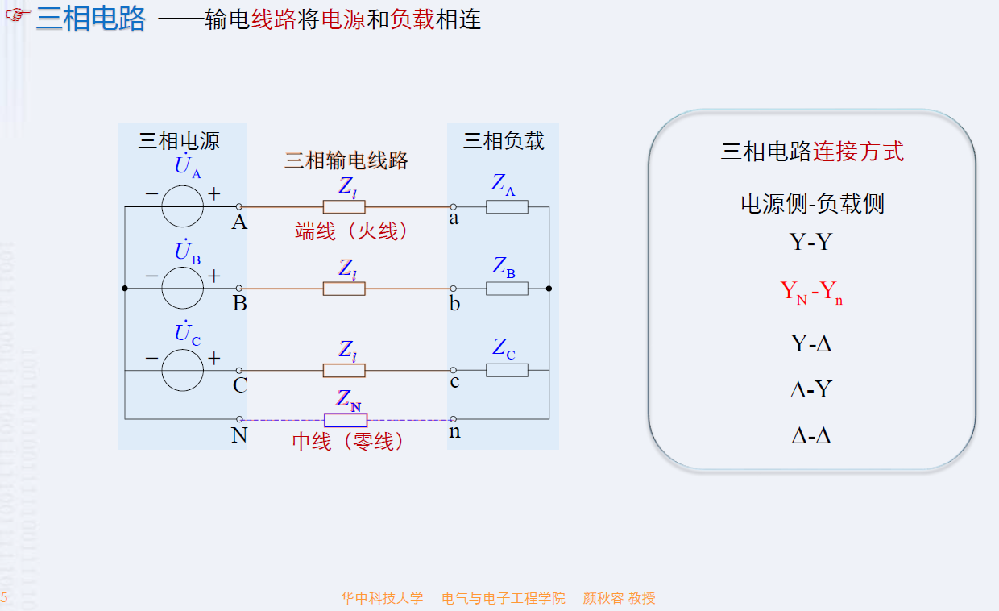 三相电路 ——输电线路将电源和负载相连
三相电源
三相输电线路
三相负载
U̇A
− +
A
Zl
端线（火线）
a
ZA
U̇B
− +
B
Zl
b
ZB
U̇C
− +
C
Zl
c
ZC
N
ZN
中线（零线）
n
三相电路连接方式
电源侧-负载侧
Y-Y
YN-Yn
Y-Δ
Δ-Y
Δ-Δ
5
华中科技大学 电气与电子工程学院 颜秋容 教授